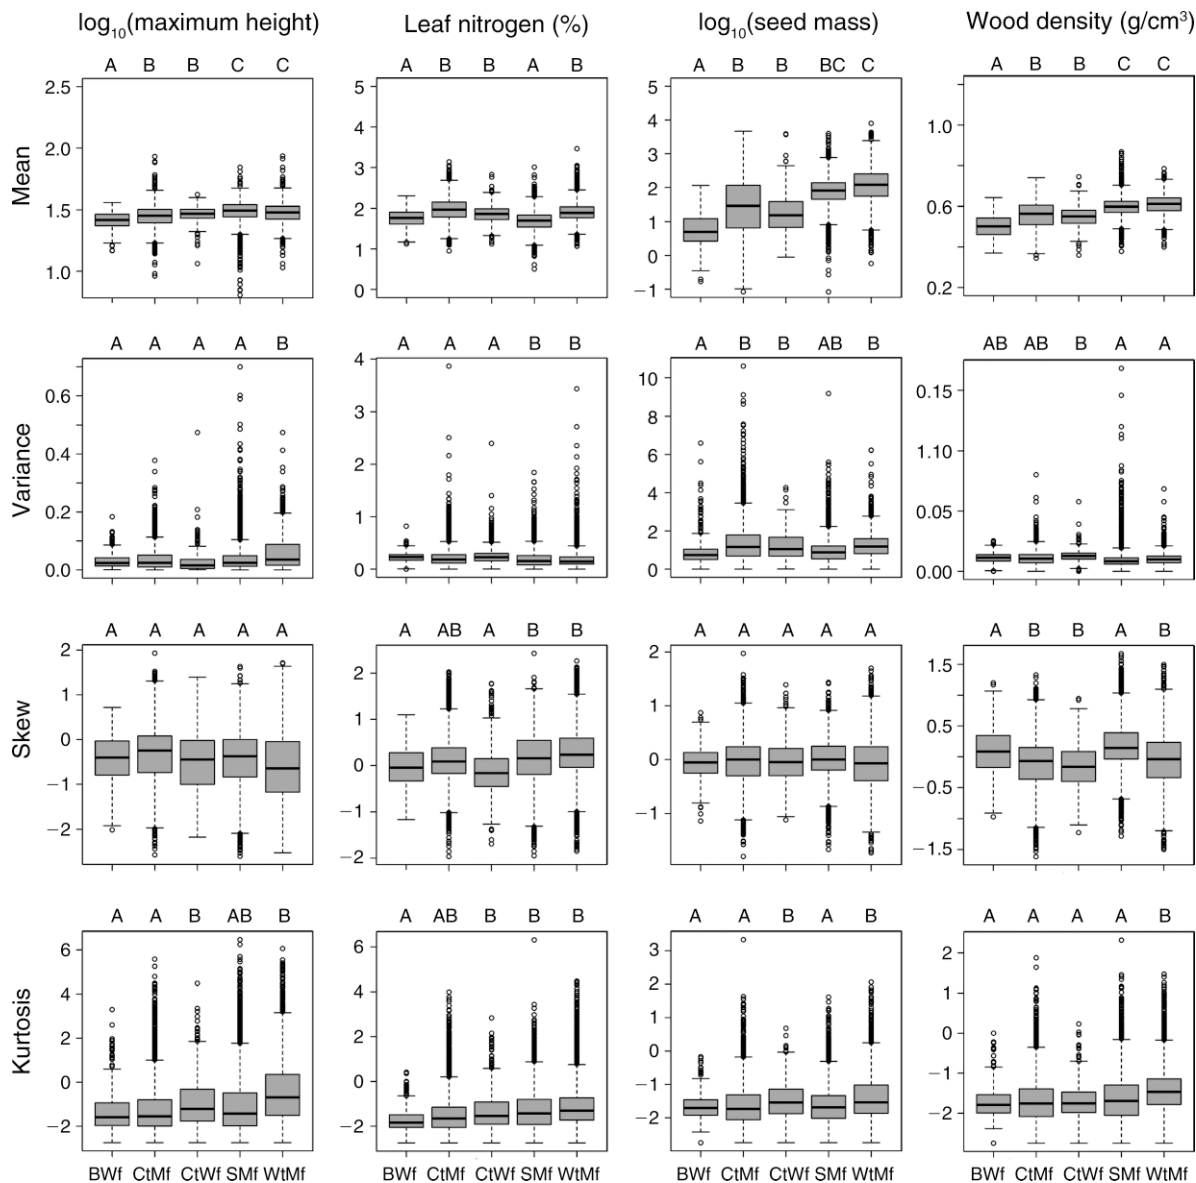 log10(maximum height) Leaf nitrogen (%) log10(seed mass) Wood density (g/cm3)
A B B C C A B B A B A B B BC C A B B C C
Mean
2.5 2.0 1.5 1.0
5 4 3 2 1 0
5 4 3 2 1 0 −1
1.0 0.6 0.2
A A A A B A A A B B A B B AB B AB AB B A A
Variance
0.6 0.4 0.2 0.0
4 3 2 1 0
10 8 6 4 2 0
0.15 1.10 0.05 0.00
A A A A A A AB A B B A A A A A A B B A B
Skew
2 1 0 −1 −2
2 1 0 −1 −2
2 1 0 −1
1.5 0.5 −0.5 −1.5
A A B AB B A AB B B B A A B A B A A A A B
Kurtosis
6 4 2 0 −2
6 4 2 0 −2
3 2 1 0 −1 −2
2 1 0 −1 −2
BWf CtMf CtWf SMf WtMf BWf CtMf CtWf SMf WtMf BWf CtMf CtWf SMf WtMf BWf CtMf CtWf SMf WtMf